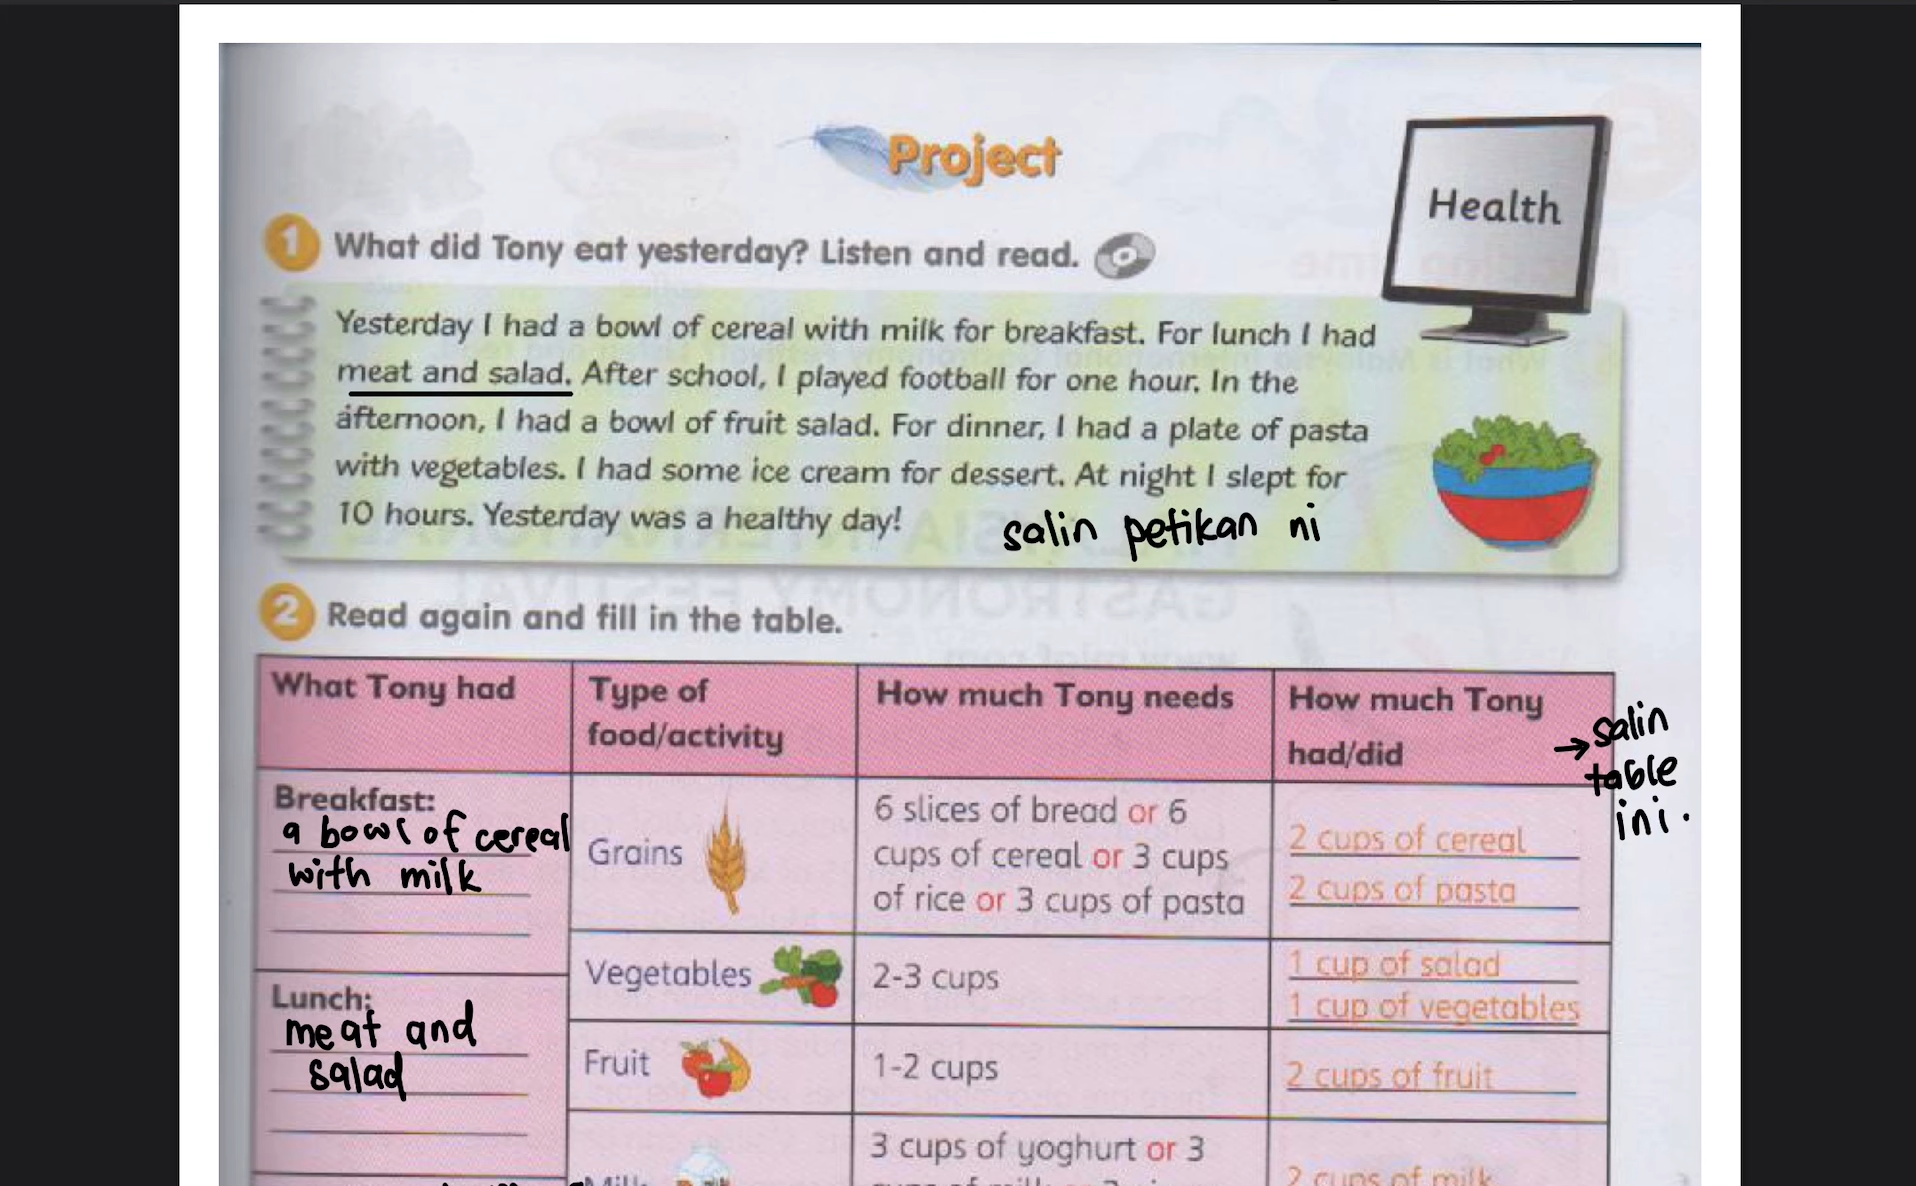 Project
Health
1 What did Tony eat yesterday? Listen and read.
Yesterday I had a bowl of cereal with milk for breakfast. For lunch I had
meat and salad. After school, I played football for one hour. In the
afternoon, I had a bowl of fruit salad. For dinner, I had a plate of pasta
with vegetables. I had some ice cream for dessert. At night I slept for
10 hours. Yesterday was a healthy day!
salin petikan ni
2 Read again and fill in the table.
What Tony had
Type of
food/activity
How much Tony needs
How much Tony
had/did
→ salin
table
ini.
Breakfast:
a bowl of cereal
with milk
Grains
6 slices of bread or 6
cups of cereal or 3 cups
of rice or 3 cups of pasta
2 cups of cereal
2 cups of pasta
Vegetables
2-3 cups
1 cup of salad
1 cup of vegetables
Lunch:
meat and
salad
Fruit
1-2 cups
2 cups of fruit
3 cups of yoghurt or 3
2 cups of milk